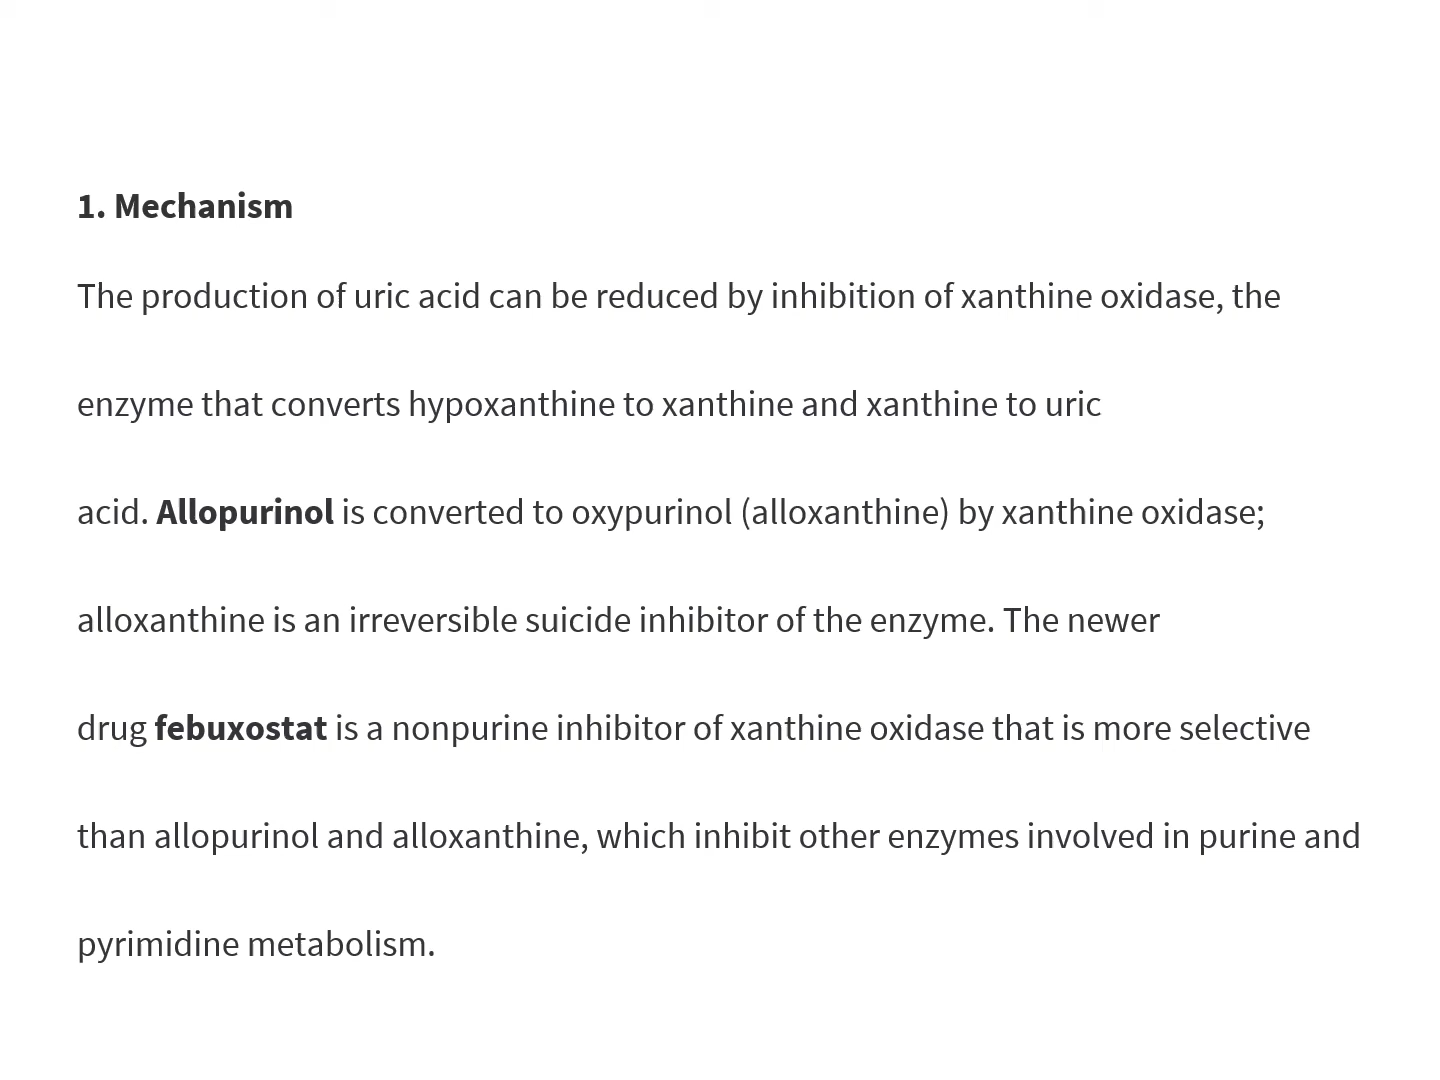 1. Mechanism
The production of uric acid can be reduced by inhibition of xanthine oxidase, the
enzyme that converts hypoxanthine to xanthine and xanthine to uric
acid. Allopurinol is converted to oxypurinol (alloxanthine) by xanthine oxidase;
alloxanthine is an irreversible suicide inhibitor of the enzyme. The newer
drug febuxostat is a nonpurine inhibitor of xanthine oxidase that is more selective
than allopurinol and alloxanthine, which inhibit other enzymes involved in purine and
pyrimidine metabolism.